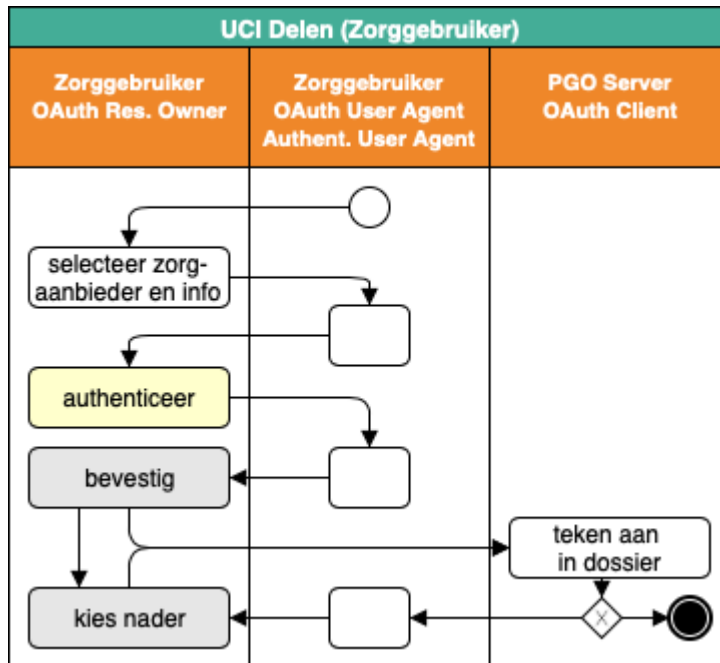 UCI Delen (Zorggebruiker)
Zorggebruiker
OAuth Res. Owner
Zorggebruiker
OAuth User Agent
Authent. User Agent
PGO Server
OAuth Client
selecteer zorg-
aanbieder en info
authenticeer
bevestig
teken aan
in dossier
kies nader
X